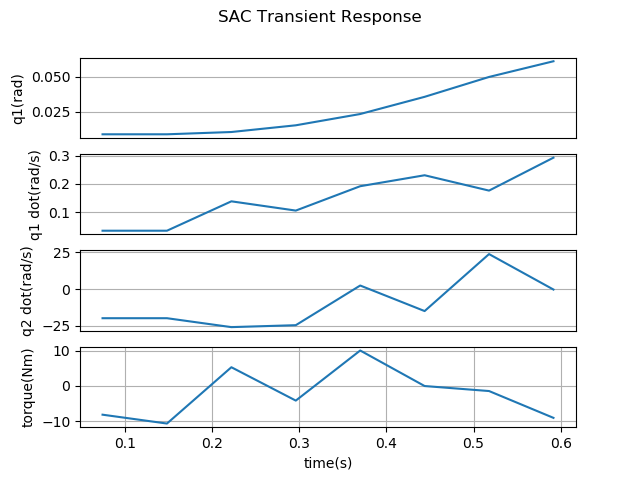 SAC Transient Response
q1(rad)
0.050
0.025
q1 dot(rad/s)
0.3
0.2
0.1
q2 dot(rad/s)
25
0
−25
torque(Nm)
10
0
−10
0.1 0.2 0.3 0.4 0.5 0.6
time(s)